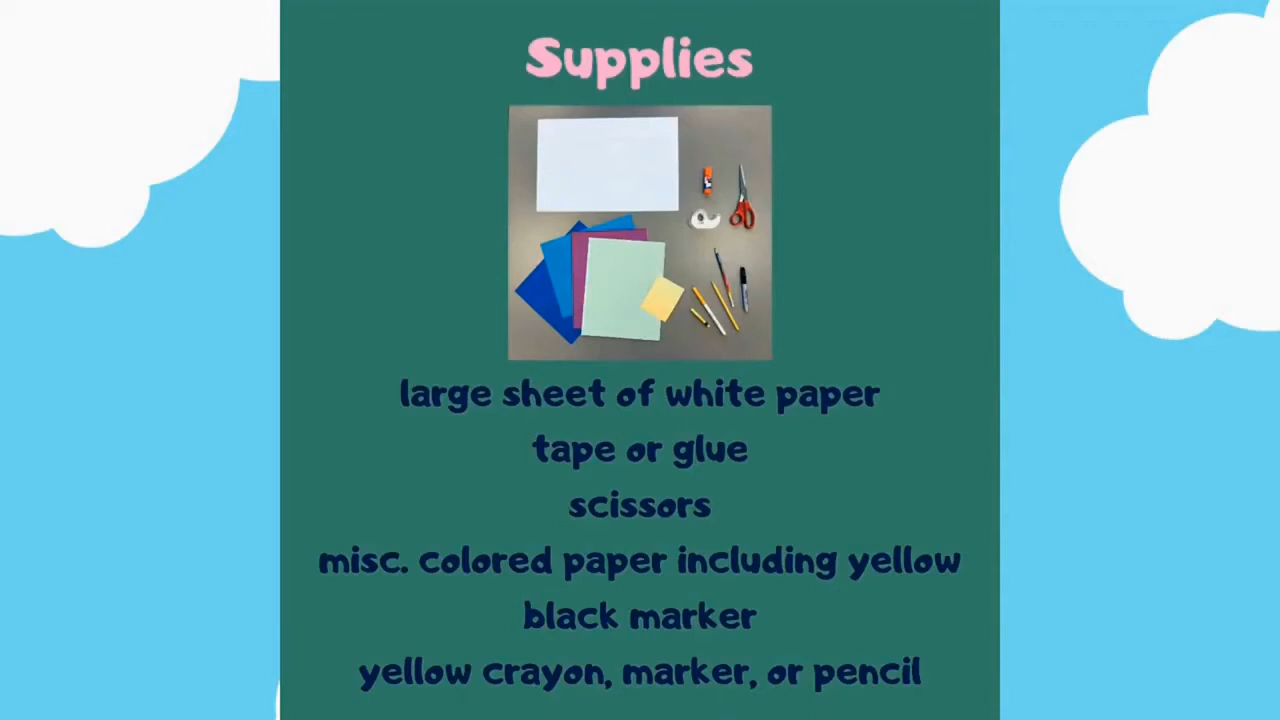 Supplies
large sheet of white paper
tape or glue
scissors
misc. colored paper including yellow
black marker
yellow crayon, marker, or pencil